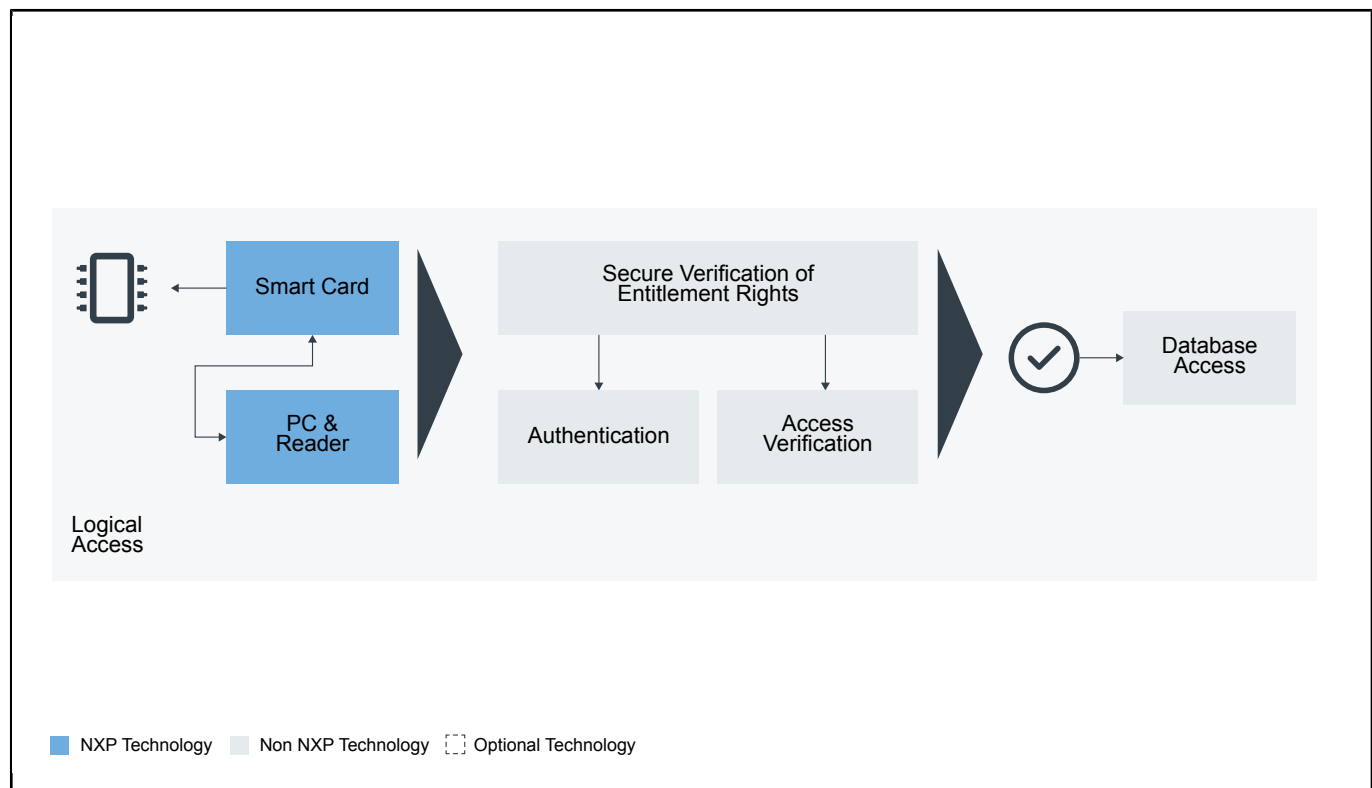 Smart Card
Secure Verification of
Entitlement Rights
Database
Access
PC &
Reader
Authentication
Access
Verification
Logical
Access
NXP Technology
Non NXP Technology
Optional Technology